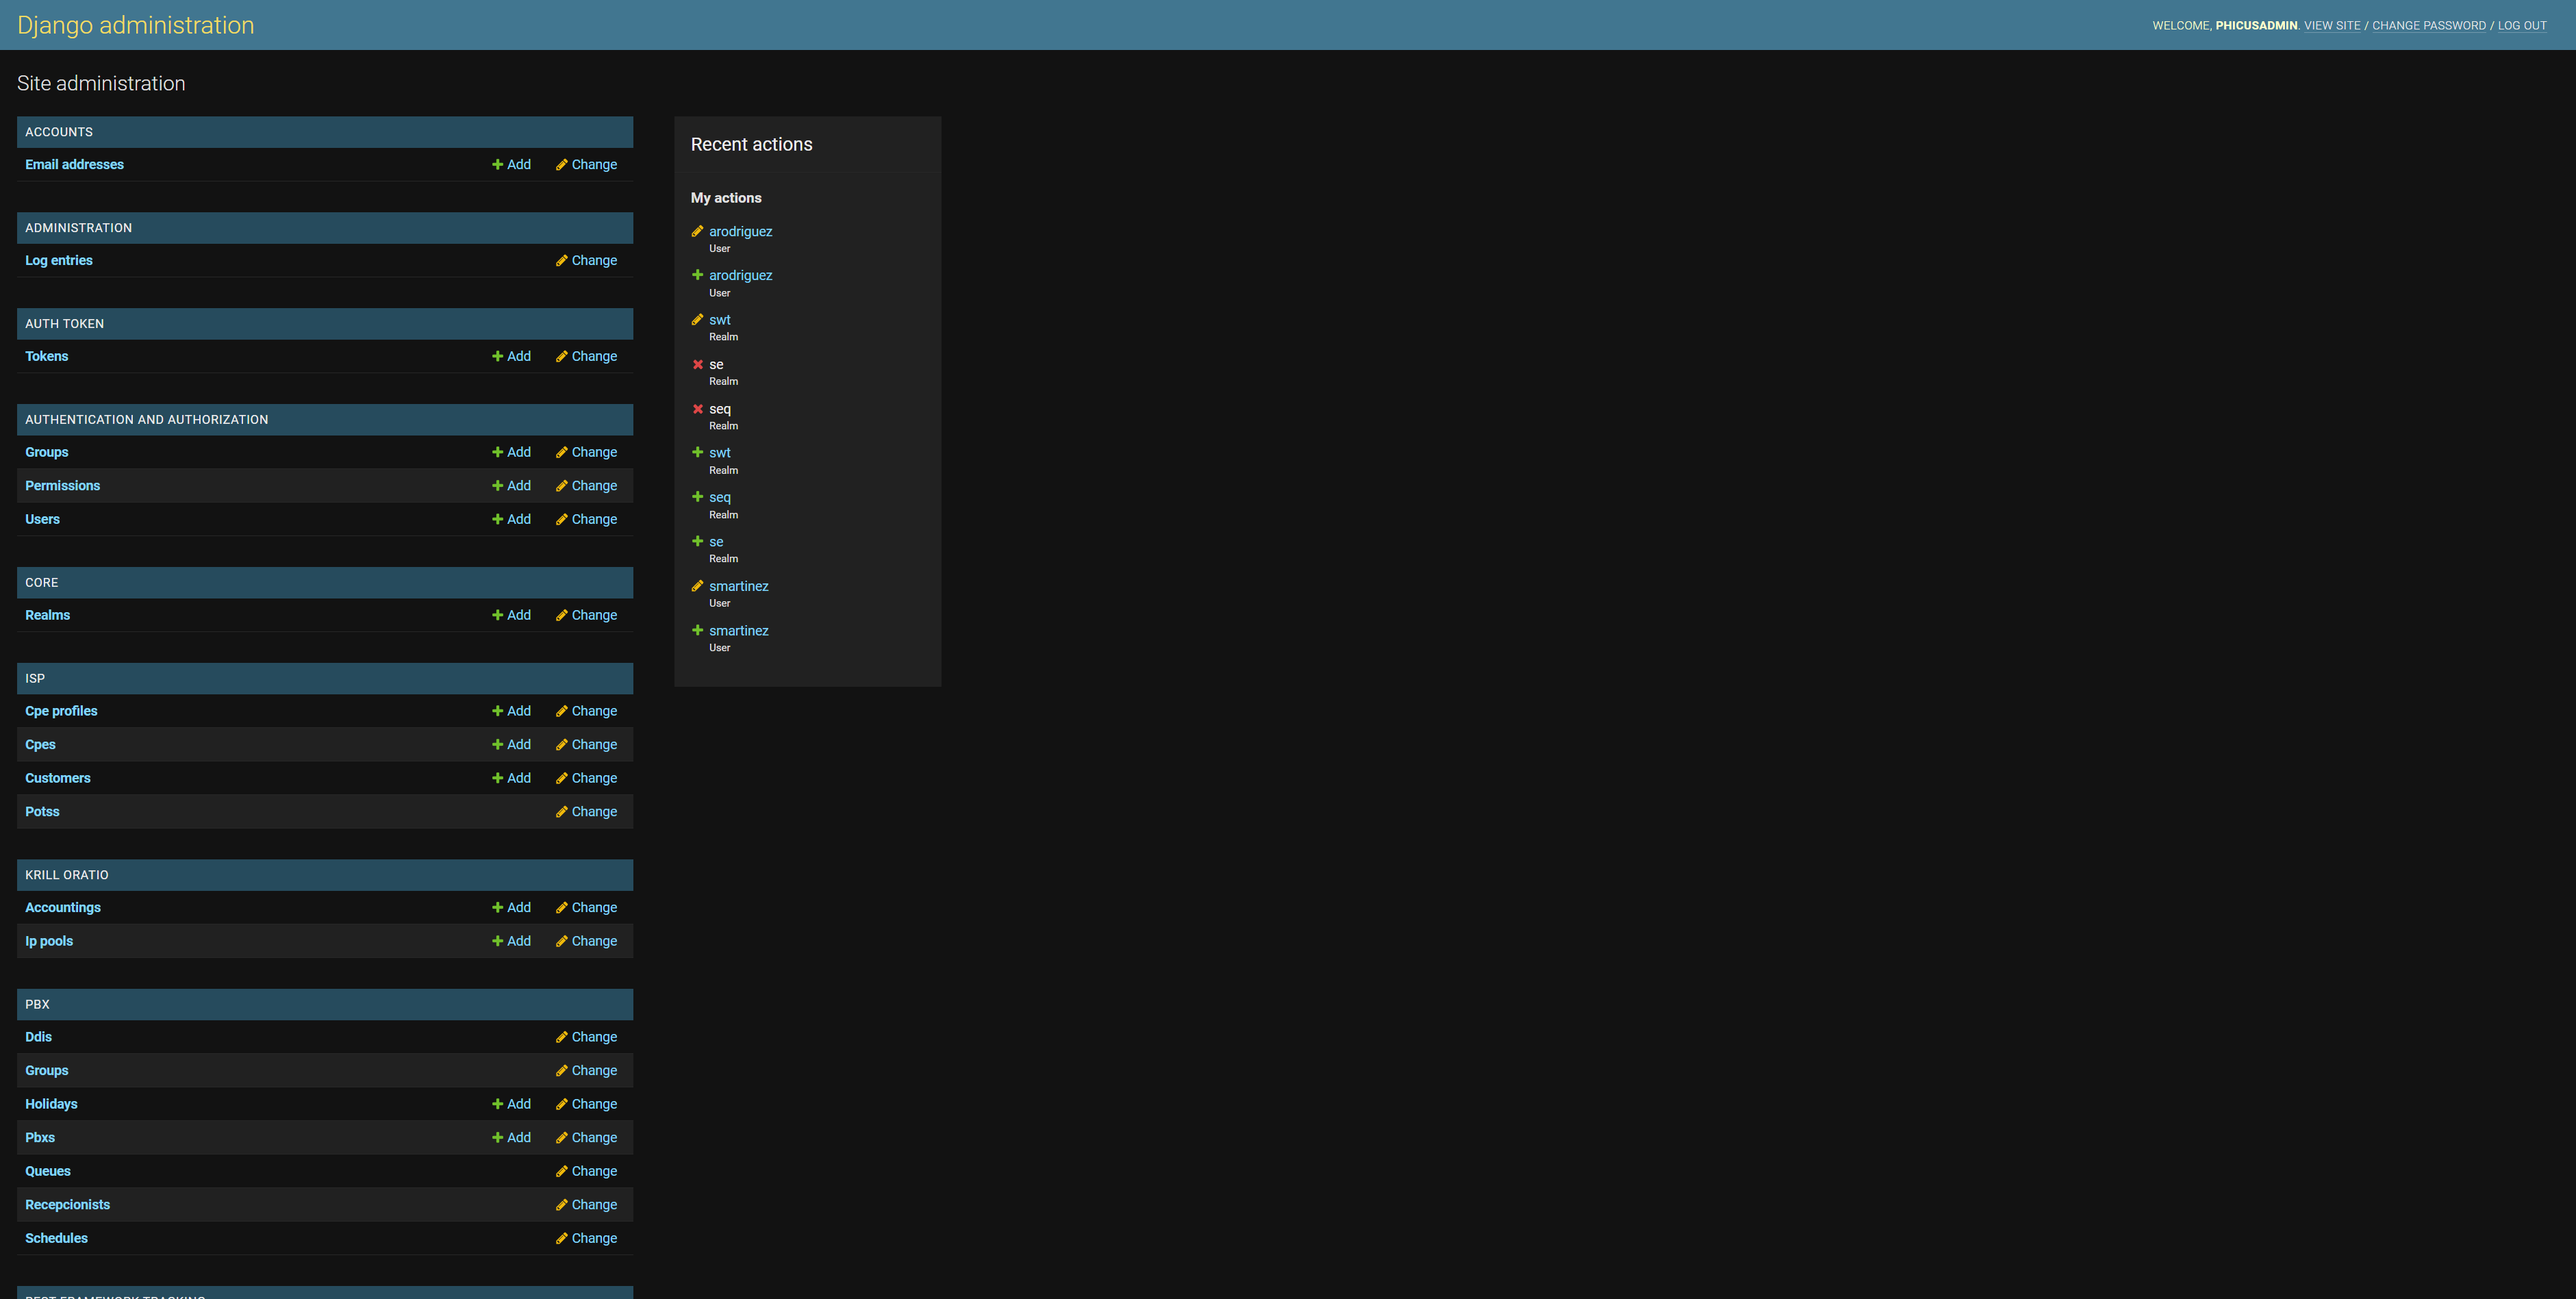 Django administration
WELCOME, PHICUSADMIN. VIEW SITE / CHANGE PASSWORD / LOG OUT
Site administration
ACCOUNTS
Email addresses Add Change
ADMINISTRATION
Log entries Change
AUTH TOKEN
Tokens Add Change
AUTHENTICATION AND AUTHORIZATION
Groups Add Change
Permissions Add Change
Users Add Change
CORE
Realms Add Change
ISP
Cpe profiles Add Change
Cpes Add Change
Customers Add Change
Potss Change
KRILL ORATIO
Accountings Add Change
Ip pools Add Change
PBX
Ddis Change
Groups Change
Holidays Add Change
Pbxs Add Change
Queues Change
Recepcionists Change
Schedules Change
REST FRAMEWORK TRACKING
Recent actions
My actions
arodriguez
User
arodriguez
User
swt
Realm
se
Realm
seq
Realm
swt
Realm
seq
Realm
se
Realm
smartinez
User
smartinez
User